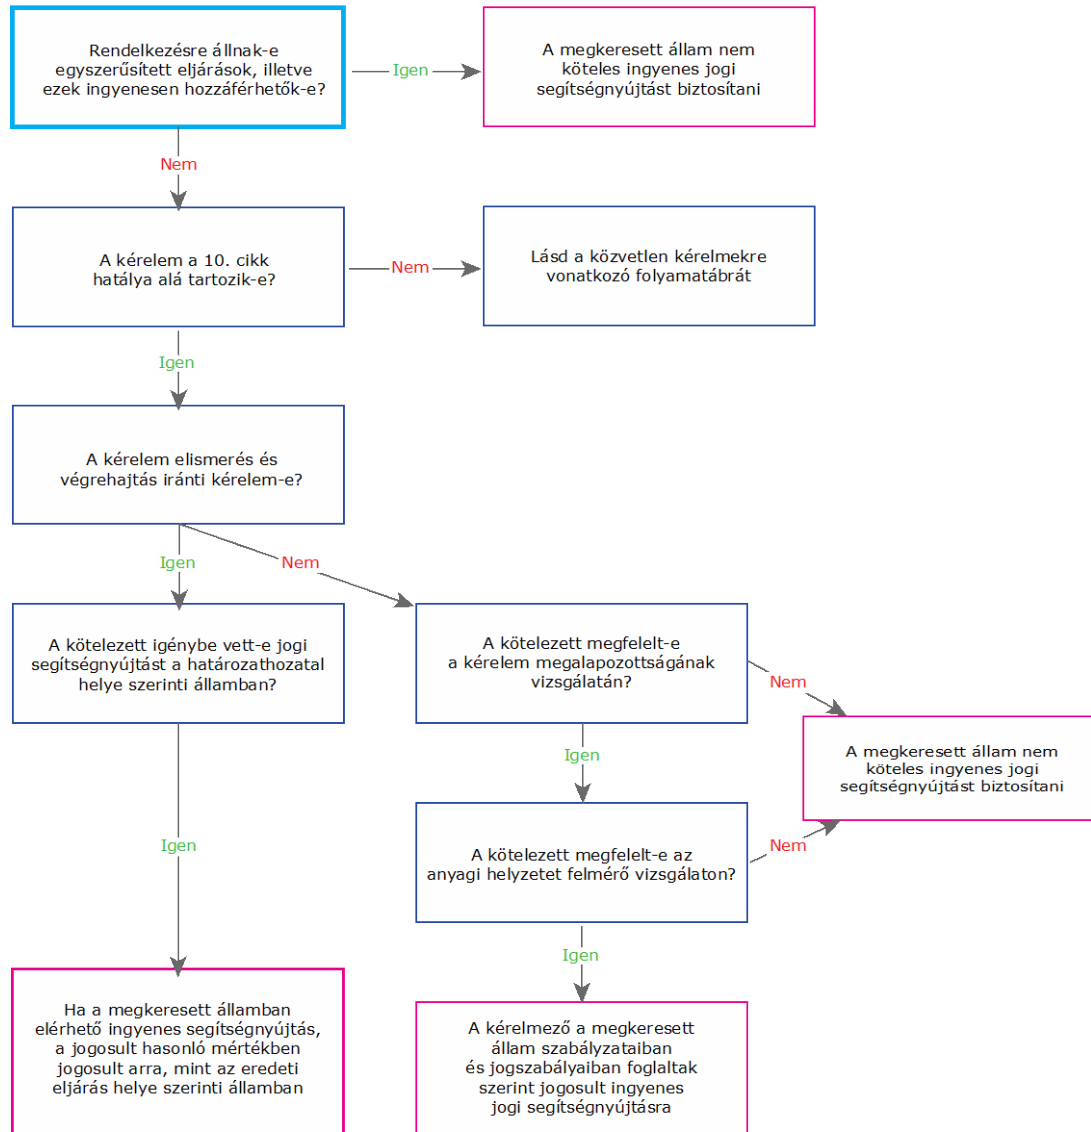 Rendelkezésre állnak-e
egyszerűsített eljárások, illetve
ezek ingyenesen hozzáférhetők-e?
Igen
A megkeresett állam nem
köteles ingyenes jogi
segítségnyújtást biztosítani
Nem
A kérelem a 10. cikk
hatálya alá tartozik-e?
Nem
Lásd a közvetlen kérelmekre
vonatkozó folyamatábrát
Igen
A kérelem elismerés és
végrehajtás iránti kérelem-e?
Igen
Nem
A kötelezett igénybe vett-e jogi
segítségnyújtást a határozathozatal
helye szerinti államban?
A kötelezett megfelelt-e
a kérelem megalapozottságának
vizsgálatán?
Nem
Igen
A megkeresett állam nem
köteles ingyenes jogi
segítségnyújtást biztosítani
Igen
A kötelezett megfelelt-e az
anyagi helyzetet felmérő vizsgálaton?
Nem
Igen
Ha a megkeresett államban
elérhető ingyenes segítségnyújtás,
a jogosult hasonló mértékben
jogosult arra, mint az eredeti
eljárás helye szerinti államban
A kérelmező a megkeresett
állam szabályzataiban
és jogszabályaiban foglaltak
szerint jogosult ingyenes
jogi segítségnyújtásra